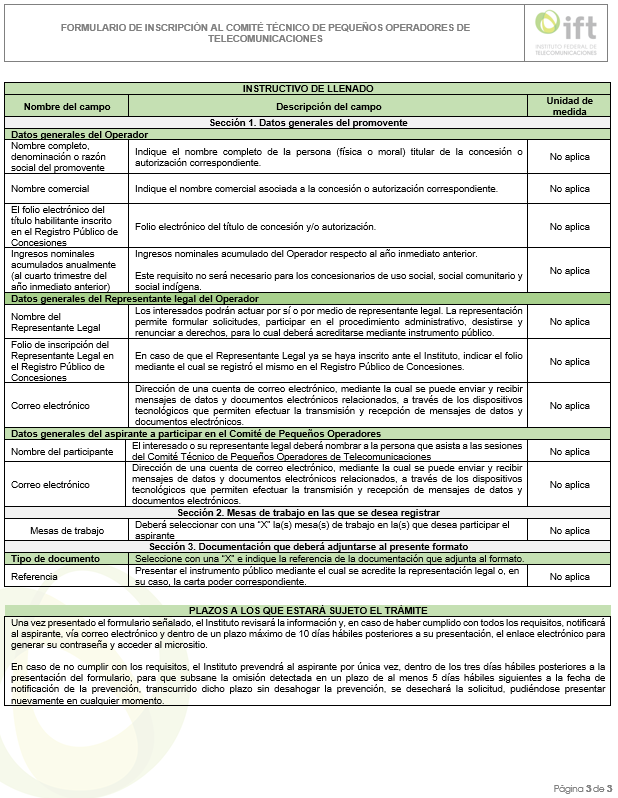 FORMULARIO DE INSCRIPCIÓN AL COMITÉ TÉCNICO DE PEQUEÑOS OPERADORES DE
TELECOMUNICACIONES
ift
INSTITUTO FEDERAL DE
TELECOMUNICACIONES
INSTRUCTIVO DE LLENADO
Nombre del campo
Descripción del campo
Unidad de
medida
Sección 1. Datos generales del promovente
Datos generales del Operador
Nombre completo,
denominación o razón
social del promovente
Indique el nombre completo de la persona (física o moral) titular de la concesión o
autorización correspondiente.
No aplica
Nombre comercial
Indique el nombre comercial asociada a la concesión o autorización correspondiente.
No aplica
El folio electrónico del
título habilitante inscrito
en el Registro Público de
Concesiones
Folio electrónico del título de concesión y/o autorización.
No aplica
Ingresos nominales
acumulados anualmente
(al cuarto trimestre del
año inmediato anterior)
Ingresos nominales acumulado del Operador respecto al año inmediato anterior.
Este requisito no será necesario para los concesionarios de uso social, social comunitario y
social indígena.
No aplica
Datos generales del Representante legal del Operador
Nombre del
Representante Legal
Los interesados podrán actuar por sí o por medio de representante legal. La representación
permite formular solicitudes, participar en el procedimiento administrativo, desistirse y
renunciar a derechos, para lo cual deberá acreditarse mediante instrumento público.
No aplica
Folio de inscripción del
Representante Legal en
el Registro Público de
Concesiones
En caso de que el Representante Legal ya se haya inscrito ante el Instituto, indicar el folio
mediante el cual se registró el mismo en el Registro Público de Concesiones.
No aplica
Correo electrónico
Dirección de una cuenta de correo electrónico, mediante la cual se puede enviar y recibir
mensajes de datos y documentos electrónicos relacionados, a través de los dispositivos
tecnológicos que permiten efectuar la transmisión y recepción de mensajes de datos y
documentos electrónicos.
No aplica
Datos generales del aspirante a participar en el Comité de Pequeños Operadores
Nombre del participante
El interesado o su representante legal deberá nombrar a la persona que asista a las sesiones
del Comité Técnico de Pequeños Operadores de Telecomunicaciones
No aplica
Correo electrónico
Dirección de una cuenta de correo electrónico, mediante la cual se puede enviar y recibir
mensajes de datos y documentos electrónicos relacionados, a través de los dispositivos
tecnológicos que permiten efectuar la transmisión y recepción de mensajes de datos y
documentos electrónicos.
No aplica
Sección 2. Mesas de trabajo en las que se desea registrar
Mesas de trabajo
Deberá seleccionar con una "X" la(s) mesa(s) de trabajo en la(s) que desea participar el
aspirante
No aplica
Sección 3. Documentación que deberá adjuntarse al presente formato
Tipo de documento
Seleccione con una "X" e indique la referencia de la documentación que adjunta al formato.
Referencia
Presentar el instrumento público mediante el cual se acredite la representación legal o, en
su caso, la carta poder correspondiente.
No aplica
PLAZOS A LOS QUE ESTARÁ SUJETO EL TRÁMITE
Una vez presentado el formulario señalado, el Instituto revisará la información y, en caso de haber cumplido con todos los requisitos, notificará
al aspirante, vía correo electrónico y dentro de un plazo máximo de 10 días hábiles posteriores a su presentación, el enlace electrónico para
generar su contraseña y acceder al micrositio.
En caso de no cumplir con los requisitos, el Instituto prevendrá al aspirante por única vez, dentro de los tres días hábiles posteriores a la
presentación del formulario, para que subsane la omisión detectada en un plazo de al menos 5 días hábiles siguientes a la fecha de
notificación de la prevención, transcurrido dicho plazo sin desahogar la prevención, se desechará la solicitud, pudiéndose presentar
nuevamente en cualquier momento.
Página 3 de 3